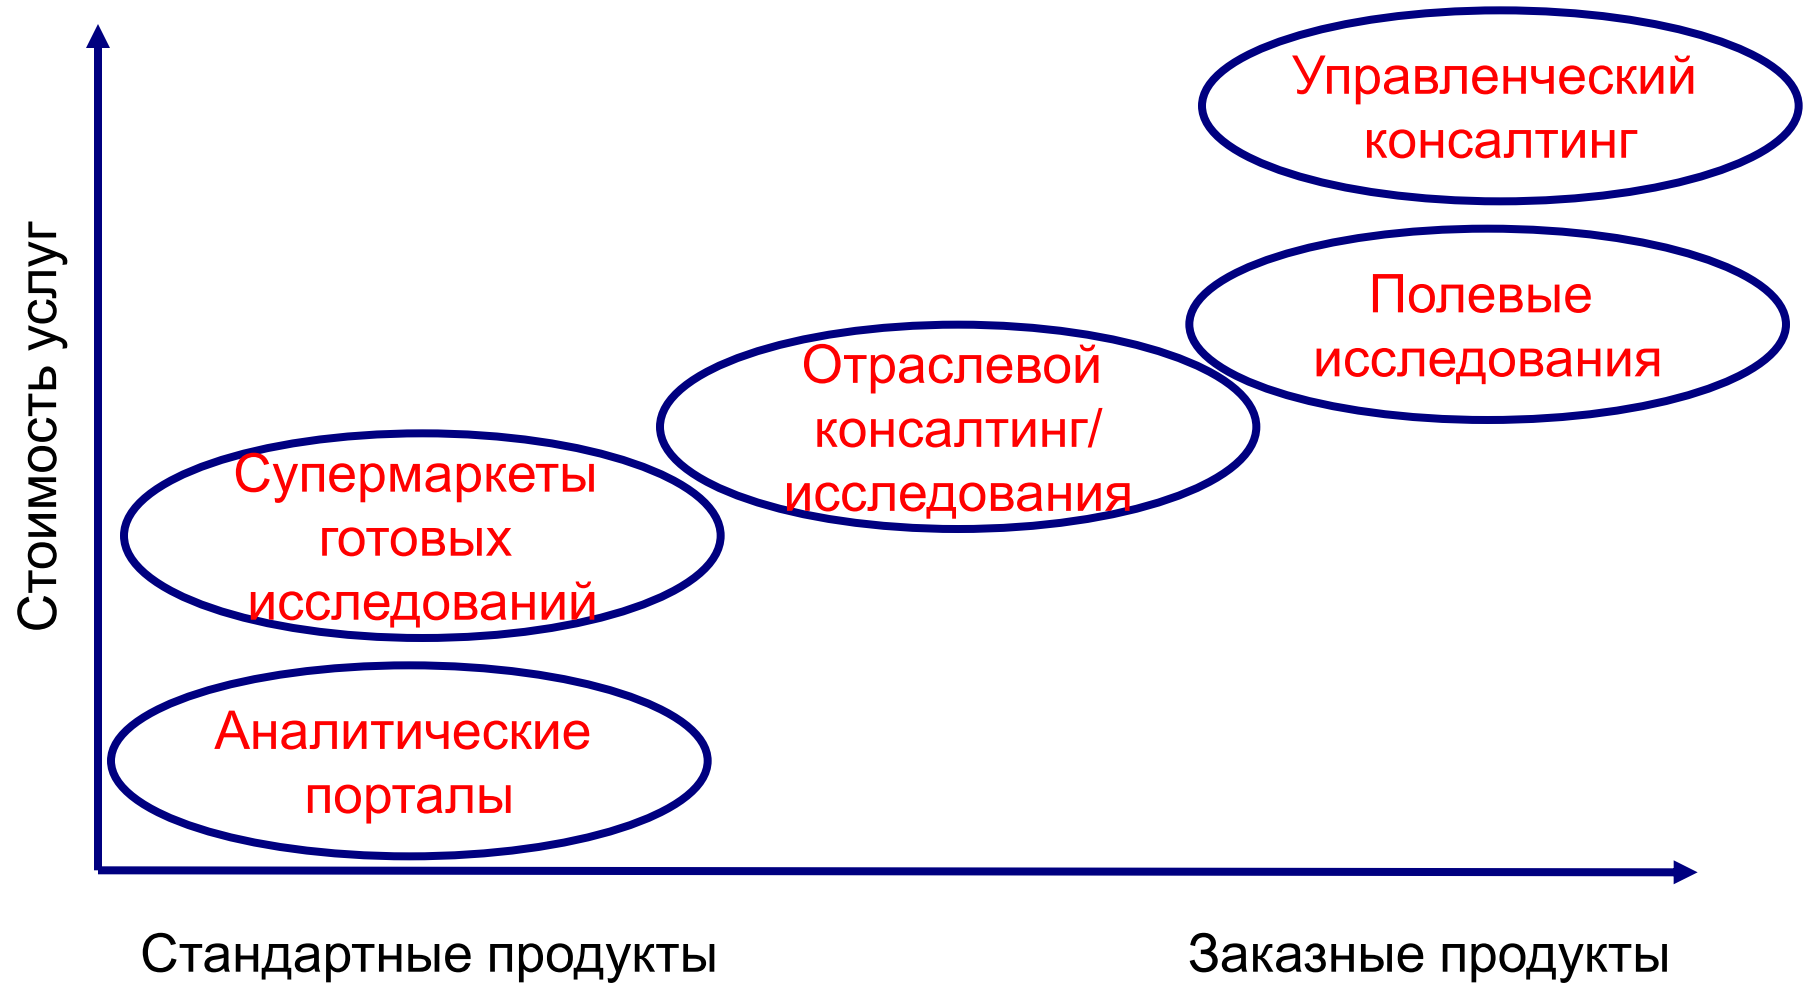 Управленческий
консалтинг
Полевые
исследования
Отраслевой
консалтинг/
исследования
Супермаркеты
готовых
исследований
Аналитические
порталы
Стоимость услуг
Стандартные продукты
Заказные продукты